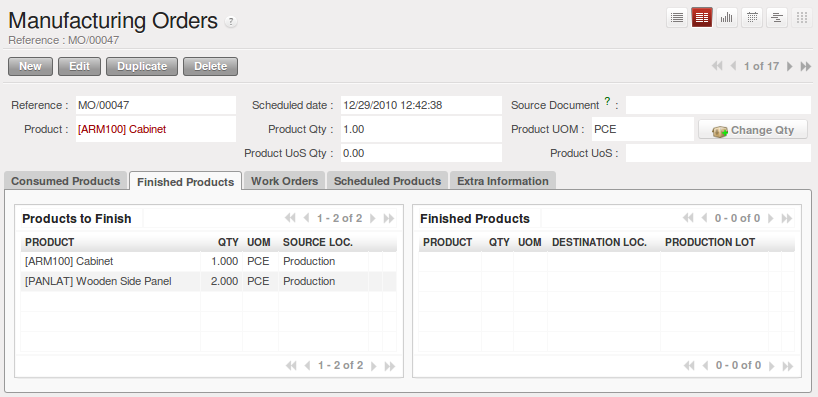 Manufacturing Orders ?
Reference : MO/00047
New Edit Duplicate Delete 1 of 17
Reference : MO/00047 Scheduled date : 12/29/2010 12:42:38 Source Document ? :
Product : [ARM100] Cabinet Product Qty : 1.00 Product UOM : PCE Change Qty
Product UoS Qty : 0.00 Product UoS :
Consumed Products Finished Products Work Orders Scheduled Products Extra Information
Products to Finish 1 - 2 of 2 Finished Products 0 - 0 of 0
PRODUCT QTY UOM SOURCE LOC. PRODUCT QTY UOM DESTINATION LOC. PRODUCTION LOT
[ARM100] Cabinet 1.000 PCE Production
[PANLAT] Wooden Side Panel 2.000 PCE Production
1 - 2 of 2 0 - 0 of 0